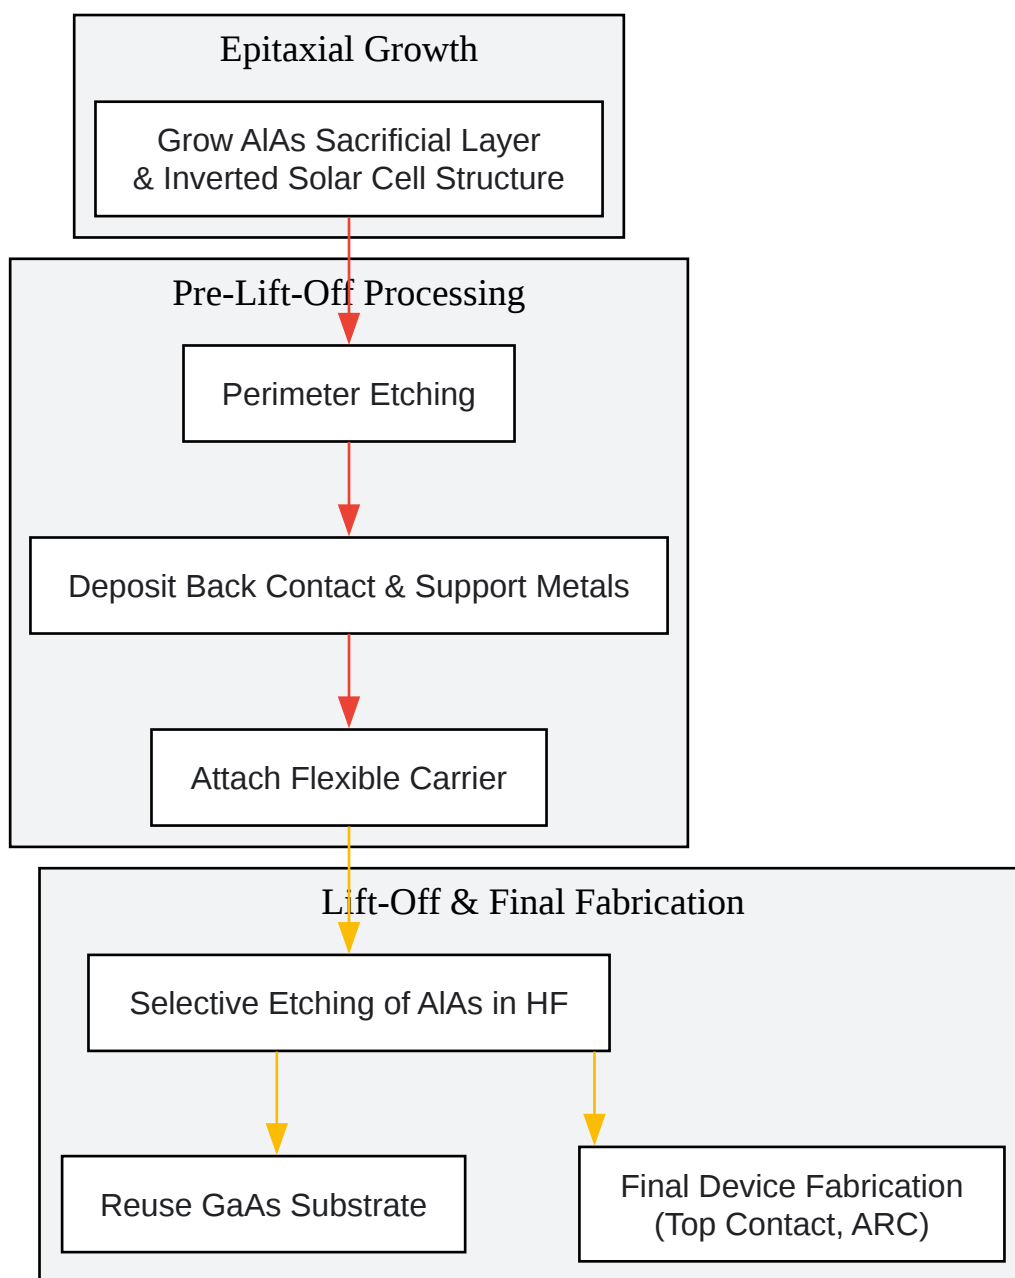 Epitaxial Growth
Grow AlAs Sacrificial Layer
& Inverted Solar Cell Structure
Pre-Lift-Off Processing
Perimeter Etching
Deposit Back Contact & Support Metals
Attach Flexible Carrier
Lift-Off & Final Fabrication
Selective Etching of AlAs in HF
Reuse GaAs Substrate
Final Device Fabrication
(Top Contact, ARC)